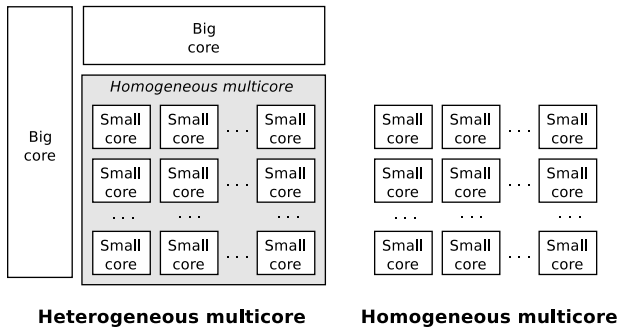 Big
core
Big
core
Homogeneous multicore
Small
core
Small
core
. . .
Small
core
Small
core
Small
core
. . .
Small
core
. . .
. . .
. . .
Small
core
Small
core
. . .
Small
core
Heterogeneous multicore
Small
core
Small
core
. . .
Small
core
Small
core
Small
core
. . .
Small
core
. . .
. . .
. . .
Small
core
Small
core
. . .
Small
core
Homogeneous multicore